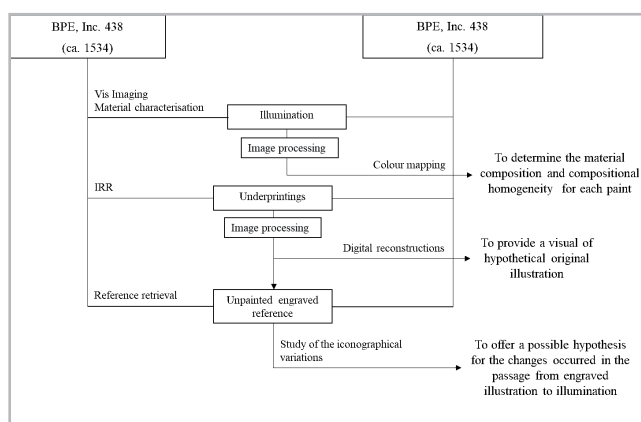 BPE, Inc. 438
(ca. 1534)
BPE, Inc. 438
(ca. 1534)
Vis Imaging
Material characterisation
Illumination
Image processing
Colour mapping
To determine the material
composition and compositional
homogeneity for each paint
IRR
Underprintings
Image processing
Digital reconstructions
To provide a visual of
hypothetical original
illustration
Reference retrieval
Unpainted engraved
reference
Study of the iconographical
variations
To offer a possible hypothesis
for the changes occurred in the
passage from engraved
illustration to illumination